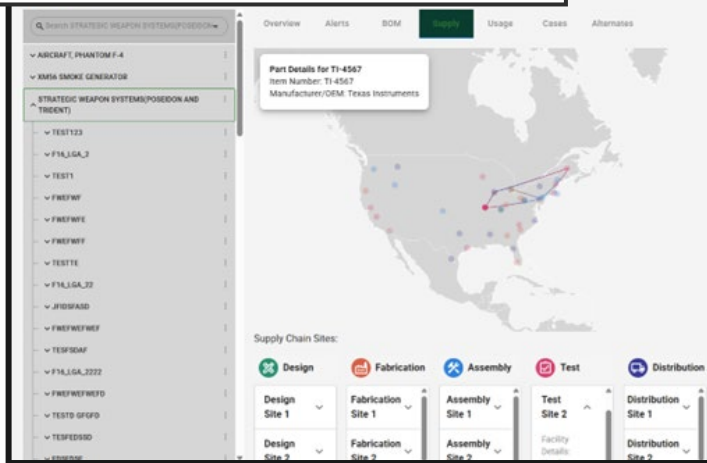 Search STRATEGIC WEAPON SYSTEMS(POSEIDON
AIRCRAFT, PHANTOM F-4
XM56 SMOKE GENERATOR
STRATEGIC WEAPON SYSTEMS(POSEIDON AND
TRIDENT)
TEST123
F16_LGA_2
TEST1
FWEFWF
FWEFWFE
FWEFWFF
TESTTE
F16_LGA_22
JFIDSFASD
FWEFWEFWEF
TESFSDAF
F16_LGA_2222
FWEFWEFWEFD
TESTD GFGFD
TESFEDSSD
Overview Alerts BOM Supply Usage Cases Alternates
Part Details for TI-4567
Item Number: TI-4567
Manufacturer/OEM: Texas Instruments
Supply Chain Sites:
Design Fabrication Assembly Test Distribution
Design
Site 1
Fabrication
Site 1
Assembly
Site 1
Test
Site 2
Distribution
Site 1
Design
Site 2
Fabrication
Site 2
Assembly
Site 2
Facility
Details:
Distribution
Site 2